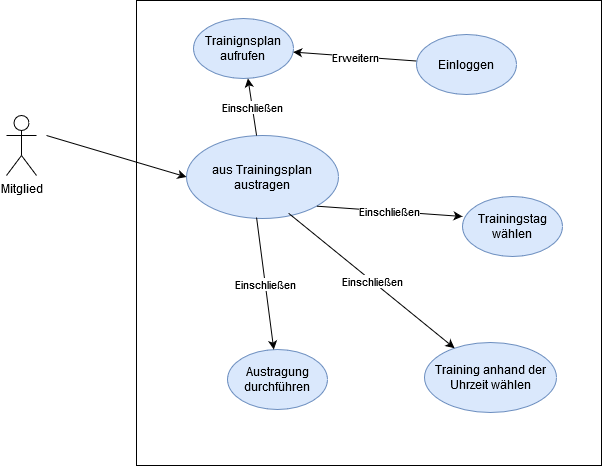 Trainignsplan
aufrufen
Erweitern
Einloggen
Einschließen
Mitglied
aus Trainingsplan
austragen
Einschließen
Trainingstag
wählen
Einschließen
Einschließen
Austragung
durchführen
Training anhand der
Uhrzeit wählen